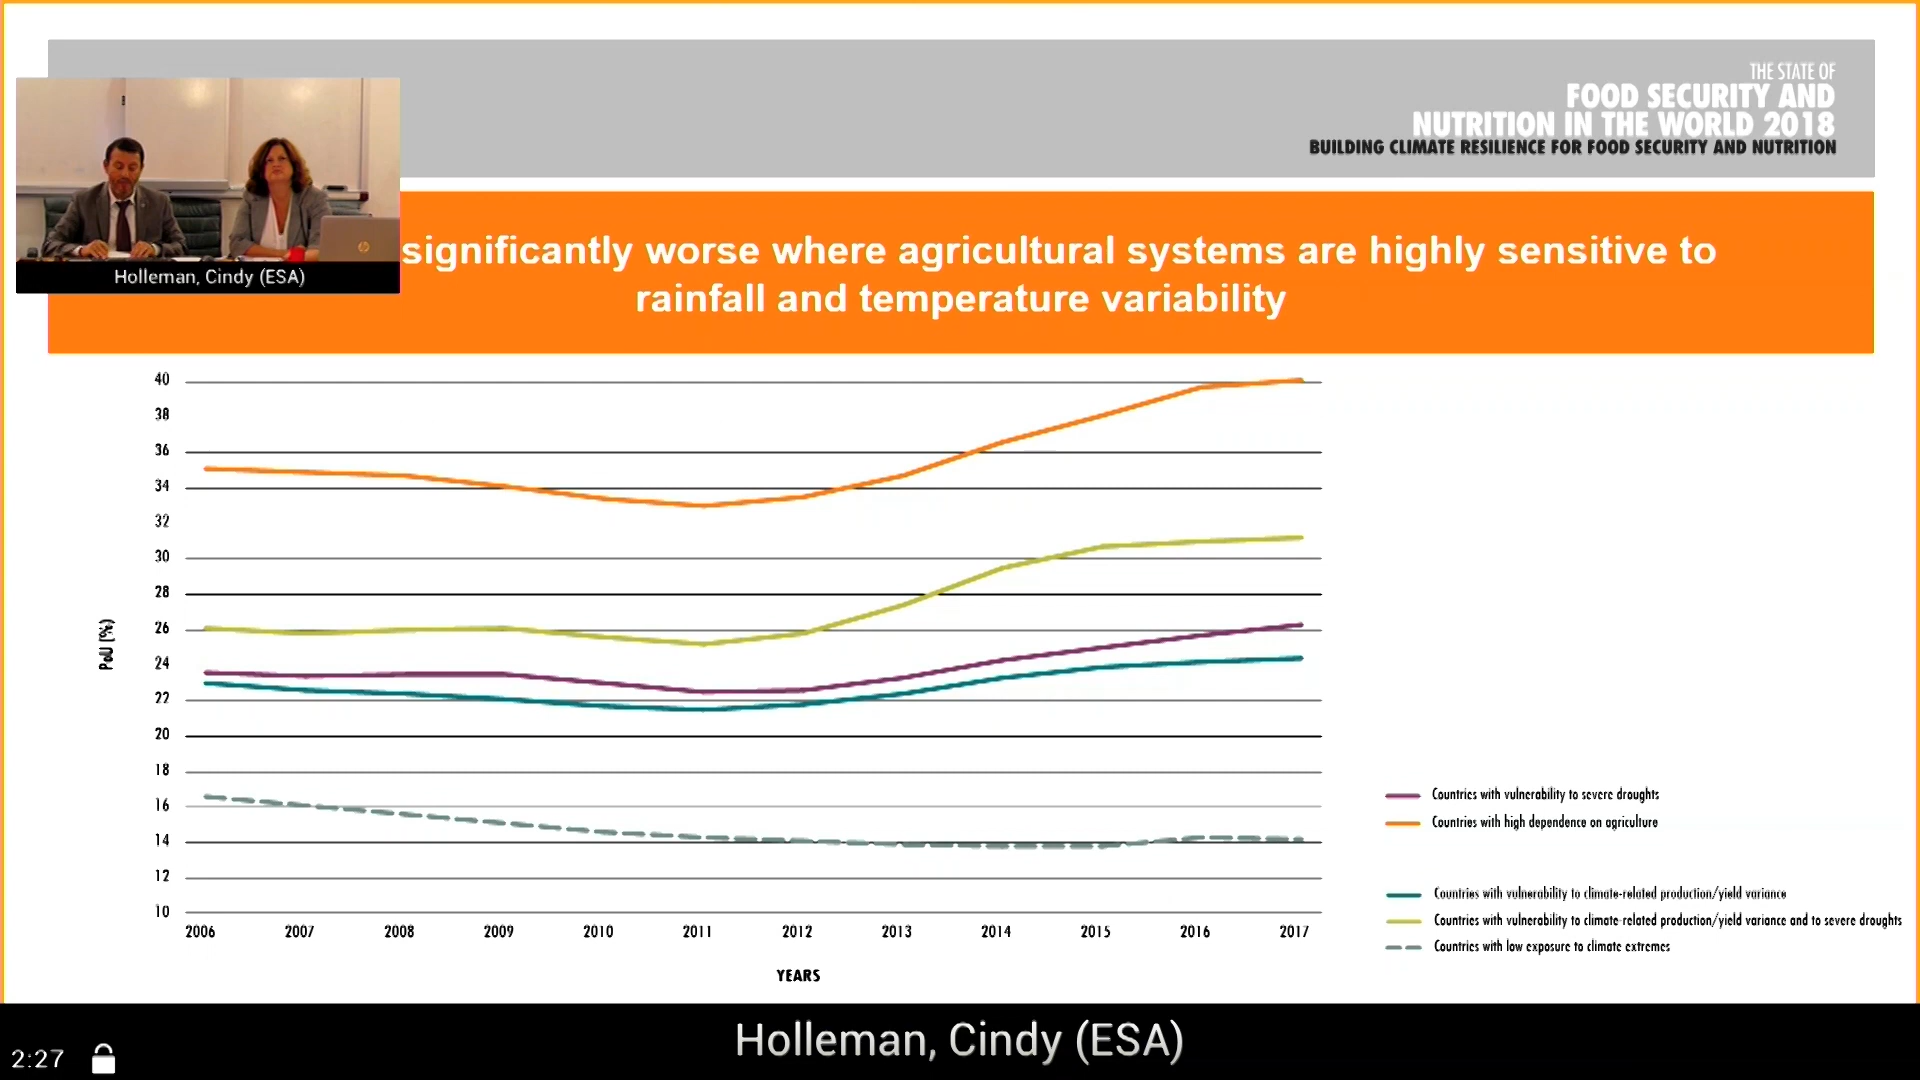 THE STATE OF
FOOD SECURITY AND
NUTRITION IN THE WORLD 2018
BUILDING CLIMATE RESILIENCE FOR FOOD SECURITY AND NUTRITION
Holleman, Cindy (ESA)
significantly worse where agricultural systems are highly sensitive to
rainfall and temperature variability
40
38
36
34
32
30
28
26
24
22
20
18
16
14
12
10
PoU (%)
2006 2007 2008 2009 2010 2011 2012 2013 2014 2015 2016 2017
YEARS
Countries with vulnerability to severe droughts
Countries with high dependence on agriculture
Countries with vulnerability to climate-related production/yield variance
Countries with vulnerability to climate-related production/yield variance and to severe droughts
Countries with low exposure to climate extremes
Holleman, Cindy (ESA)
2:27